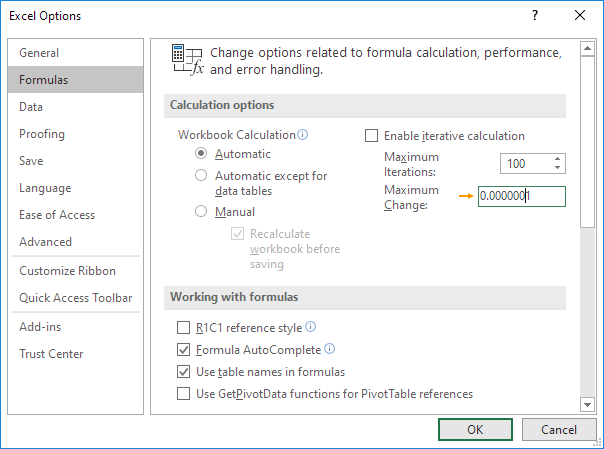 Excel Options
?
General
Formulas
Data
Proofing
Save
Language
Ease of Access
Advanced
Customize Ribbon
Quick Access Toolbar
Add-ins
Trust Center
Change options related to formula calculation, performance,
and error handling.
Calculation options
Workbook Calculation
Automatic
Automatic except for
data tables
Manual
Recalculate
workbook before
saving
Enable iterative calculation
Maximum
Iterations:
100
Maximum
Change:
0.0000001
Working with formulas
R1C1 reference style
Formula AutoComplete
Use table names in formulas
Use GetPivotData functions for PivotTable references
OK
Cancel